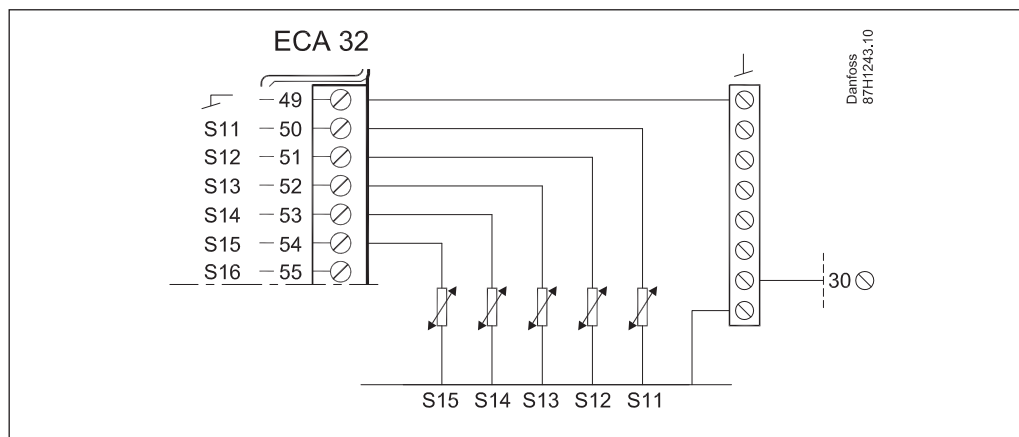 ECA 32
Danfoss
87H1243.10
49
S11 50
S12 51
S13 52
S14 53
S15 54
S16 55
30
S15 S14 S13 S12 S11